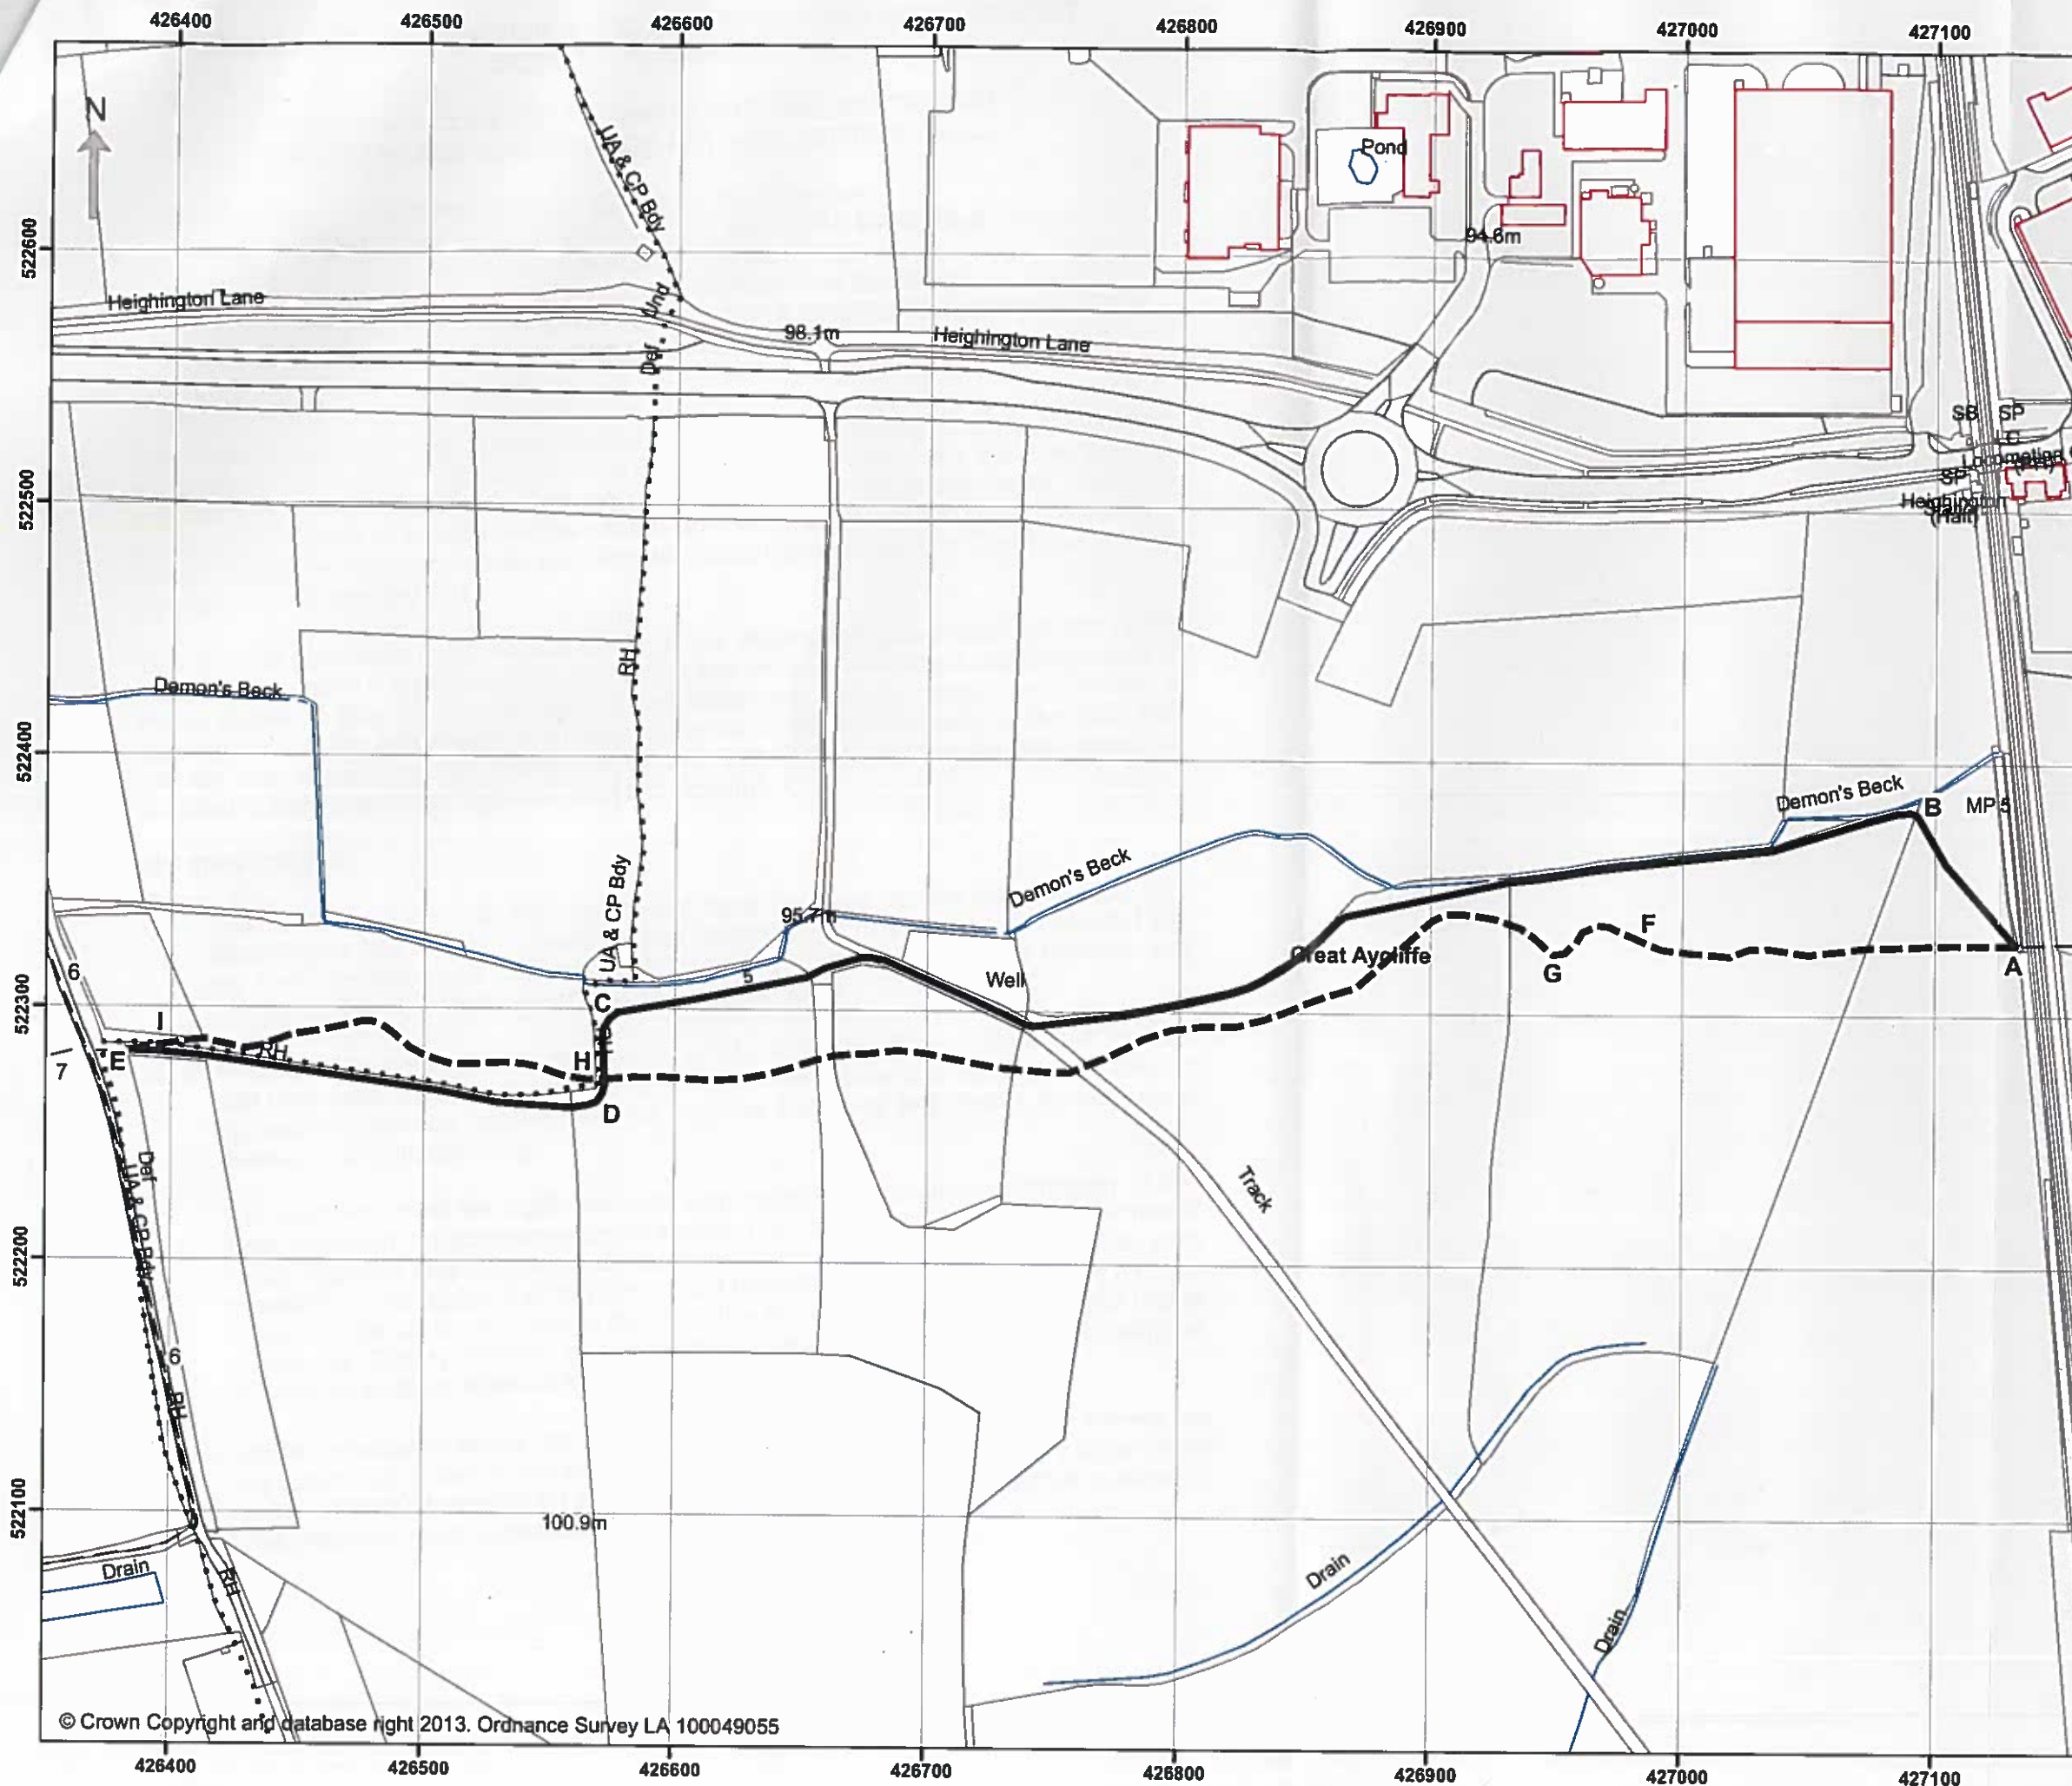 426400 426500 426600 426700 426800 426900 427000 427100
N
UA & CP Bdy
Pond
94.6m
522600
Und
Heighington Lane
98.1m
Heighington Lane
Def
SB SP
LC
SP
522500
Heighington
(Halt)
RH
Demon's Beck
522400
Demon's Beck
B
MP 5
Demon's Beck
UA & CP Bdy
95.7m
F
Great Aycliffe
G
A
6
5
Well
C
522300
I
RH
E
H
7
D
Def
UA & CP Bdy
Track
522200
6
RH
522100
100.9m
Drain
RH
Drain
Drain
© Crown Copyright and database right 2013. Ordnance Survey LA 100049055
426400 426500 426600 426700 426800 426900 427000 427100